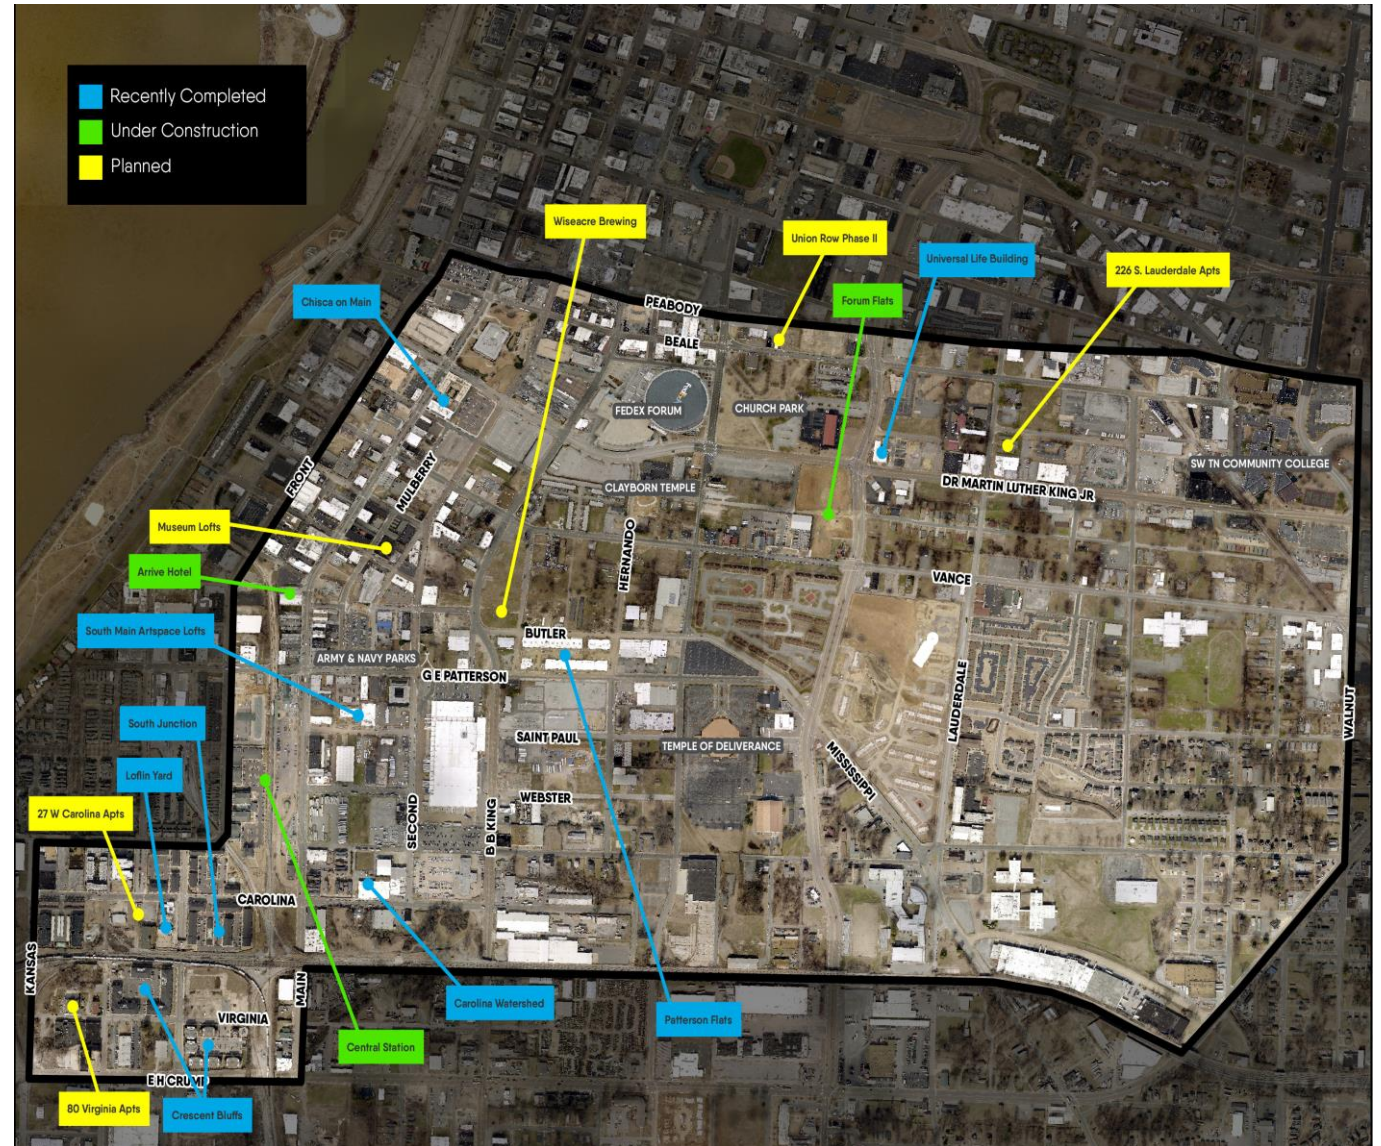 Recently Completed
Under Construction
Planned
Wiseacre Brewing
Union Row Phase II
Universal Life Building
226 S. Lauderdale Apts
Chisca on Main
Forum Flats
PEABODY
BEALE
FEDEX FORUM
CHURCH PARK
FRONT
MULBERRY
SW TN COMMUNITY COLLEGE
CLAYBORN TEMPLE
DR MARTIN LUTHER KING JR
Museum Lofts
HERNANDO
Arrive Hotel
VANCE
South Main Artspace Lofts
BUTLER
ARMY & NAVY PARKS
G E PATTERSON
LAUDERDALE
WALNUT
South Junction
SAINT PAUL
TEMPLE OF DELIVERANCE
MISSISSIPPI
Loflin Yard
WEBSTER
27 W Carolina Apts
SECOND
B B KING
CAROLINA
KANSAS
MAIN
Carolina Watershed
VIRGINIA
Patterson Flats
Central Station
E H CRUMP
80 Virginia Apts
Crescent Bluffs